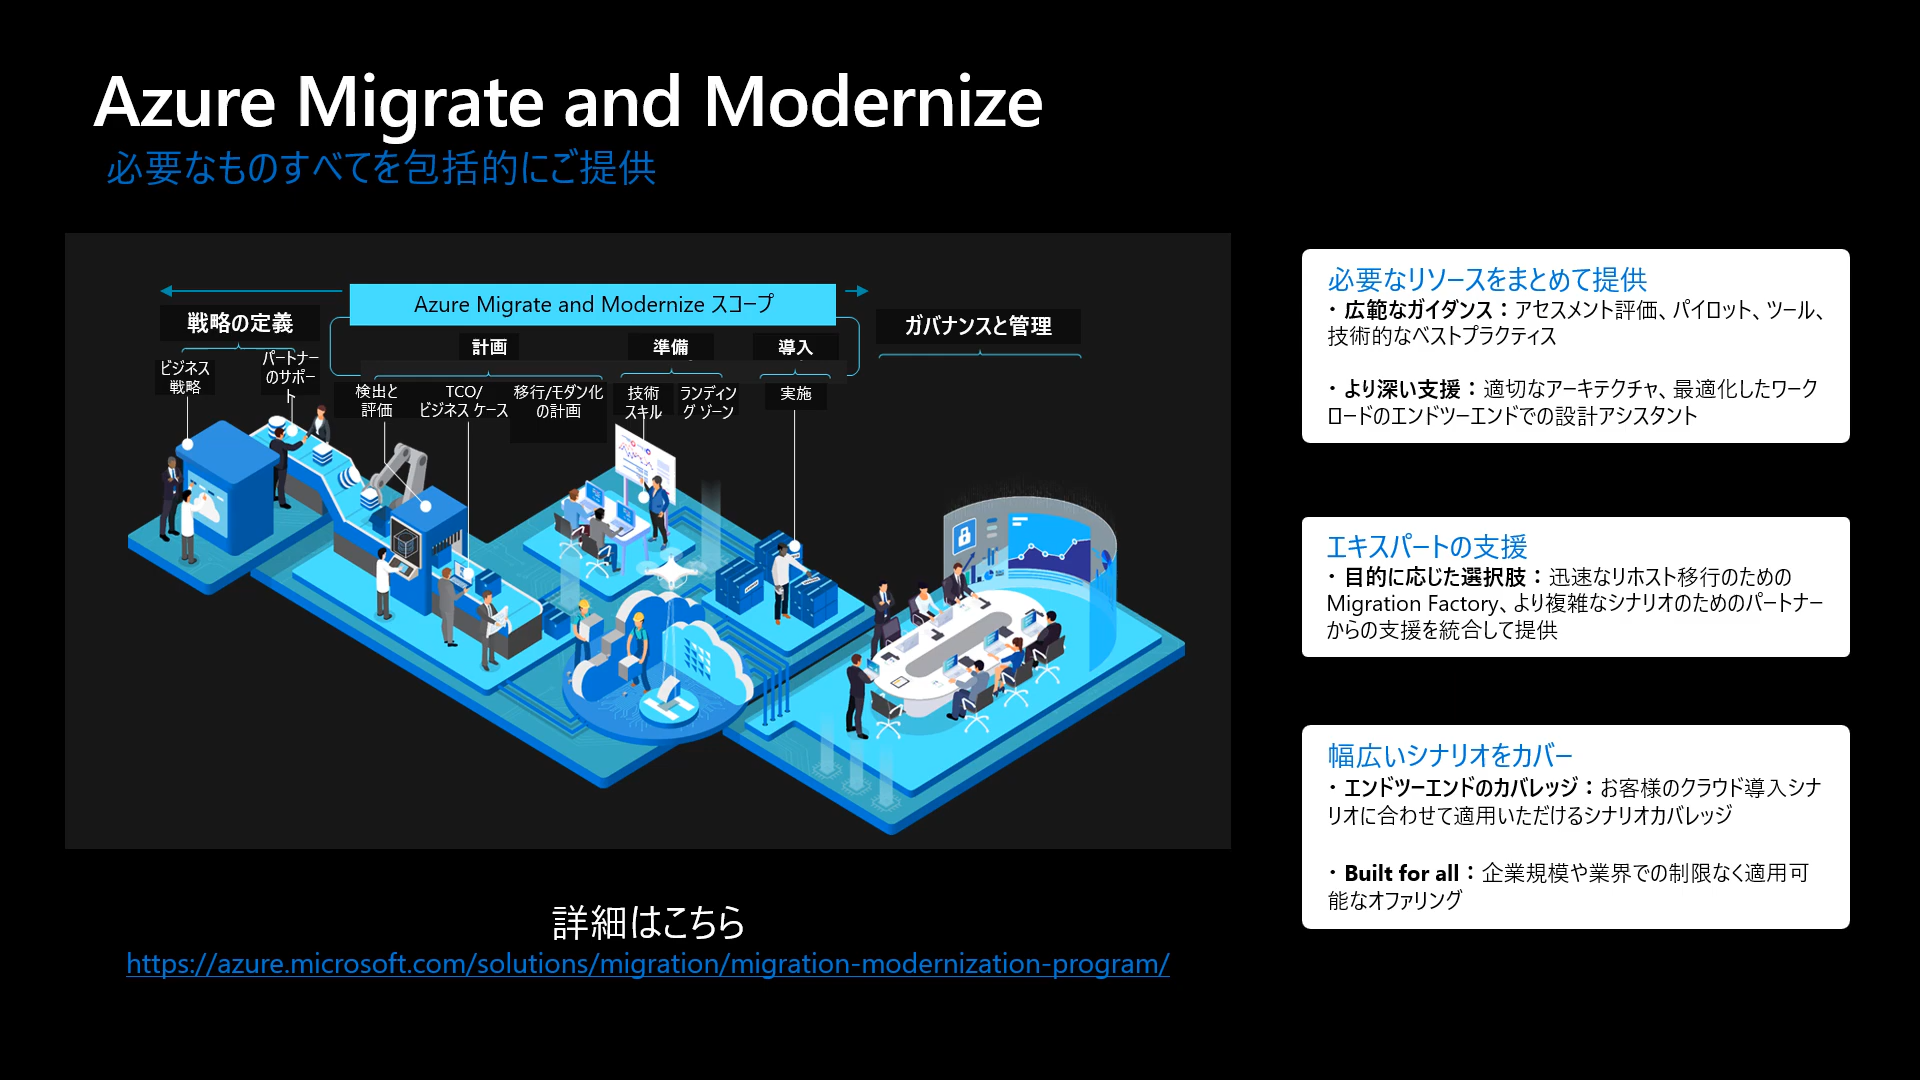 Azure Migrate and Modernize
必要なものすべてを包括的にご提供
Azure Migrate and Modernize スコープ
戦略の定義
ビジネス
戦略
パートナー
のサポー
ト
計画
検出と
評価
TCO/
ビジネス ケース
移行/モダン化
の計画
準備
技術
スキル
ランディン
グ ゾーン
導入
実施
ガバナンスと管理
詳細はこちら
https://azure.microsoft.com/solutions/migration/migration-modernization-program/
必要なリソースをまとめて提供
・広範なガイダンス：アセスメント評価、パイロット、ツール、
技術的なベストプラクティス
・より深い支援：適切なアーキテクチャ、最適化したワーク
ロードのエンドツーエンドでの設計アシスタント
エキスパートの支援
・目的に応じた選択肢：迅速なリホスト移行のための
Migration Factory、より複雑なシナリオのためのパートナー
からの支援を統合して提供
幅広いシナリオをカバー
・エンドツーエンドのカバレッジ：お客様のクラウド導入シナ
リオに合わせて適用いただけるシナリオカバレッジ
・Built for all：企業規模や業界での制限なく適用可
能なオファリング